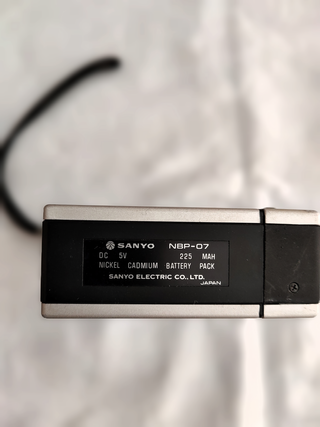 SANYO NBP-07
DC 5V 225 MAH
NICKEL CADMIUM BATTERY PACK
SANYO ELECTRIC CO., LTD.
JAPAN